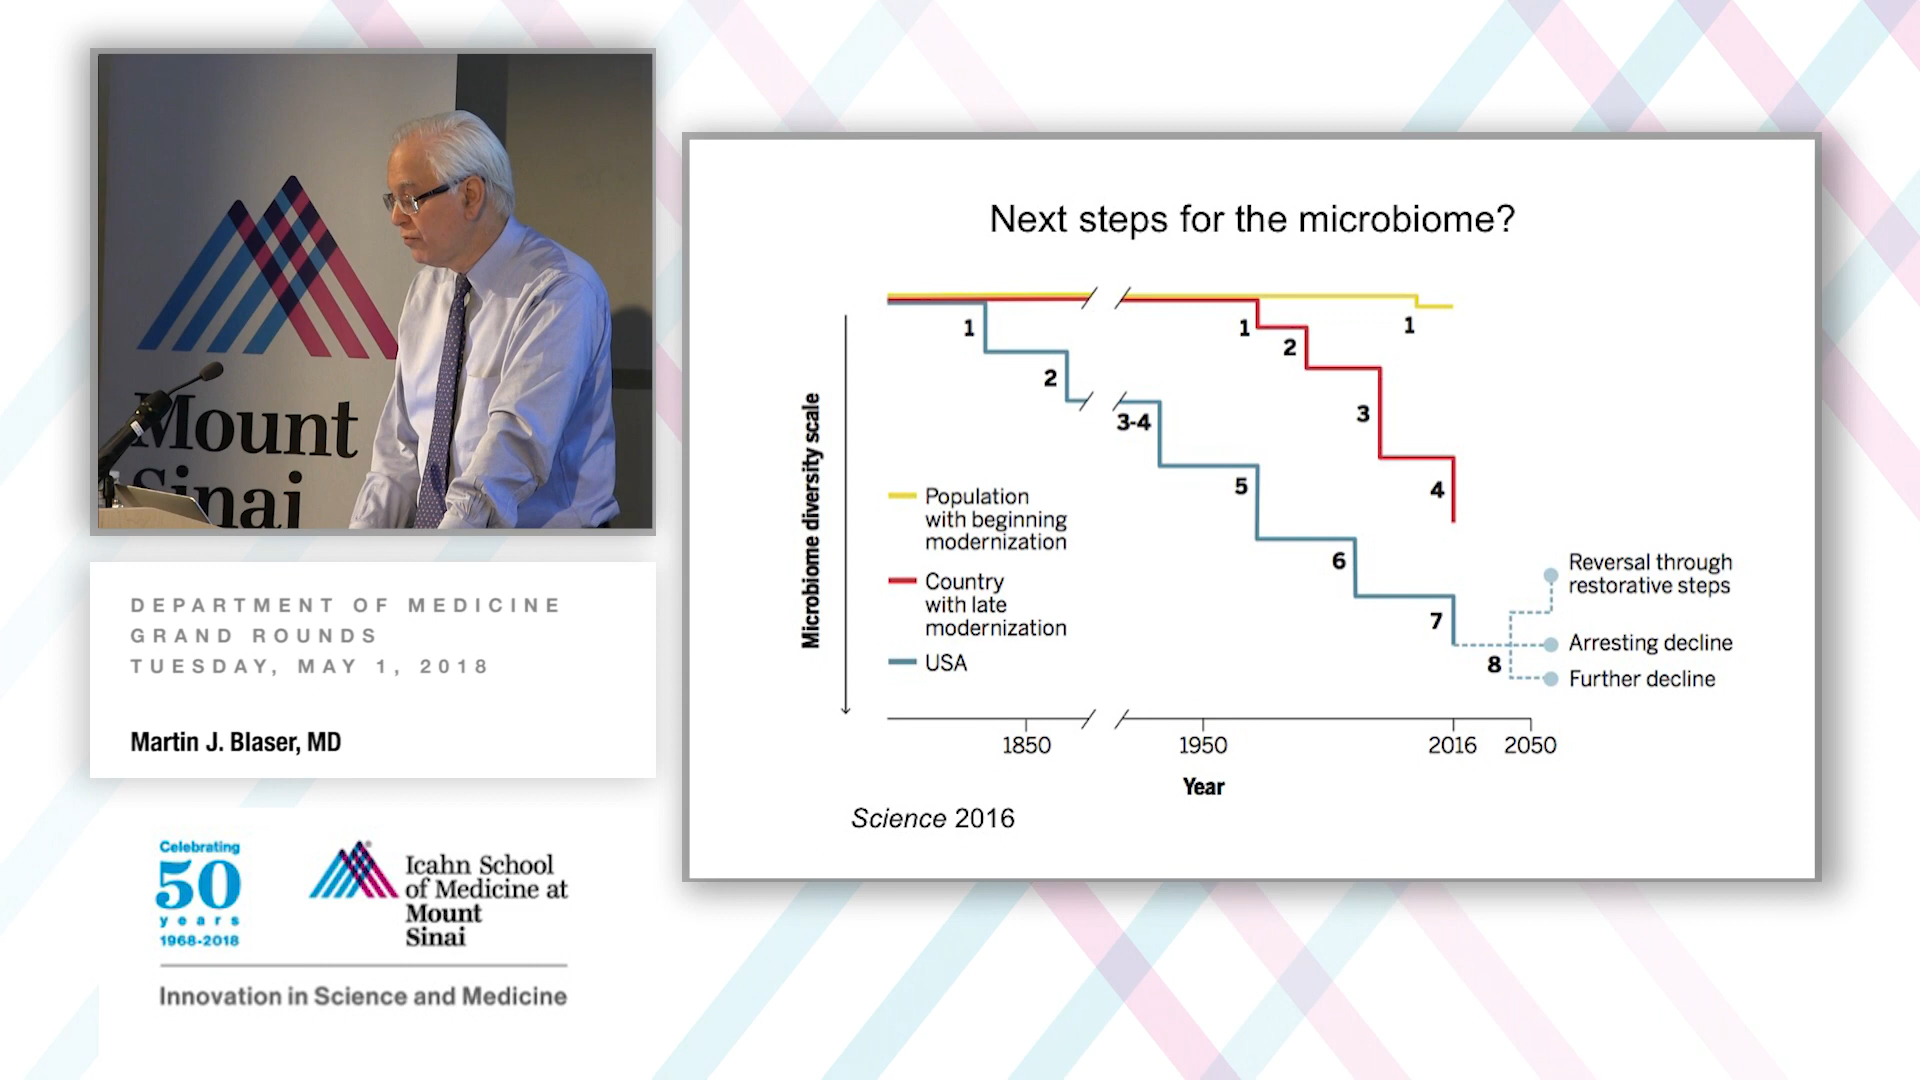 Mount
Sinai
DEPARTMENT OF MEDICINE
GRAND ROUNDS
TUESDAY, MAY 1, 2018
Martin J. Blaser, MD
Celebrating
50
years
1968-2018
Icahn School
of Medicine at
Mount
Sinai
Innovation in Science and Medicine
Next steps for the microbiome?
Microbiome diversity scale
1
2
3-4
5
6
7
8
1
2
3
4
1
Population
with beginning
modernization
Country
with late
modernization
USA
Reversal through
restorative steps
Arresting decline
Further decline
1850
1950
2016
2050
Year
Science 2016